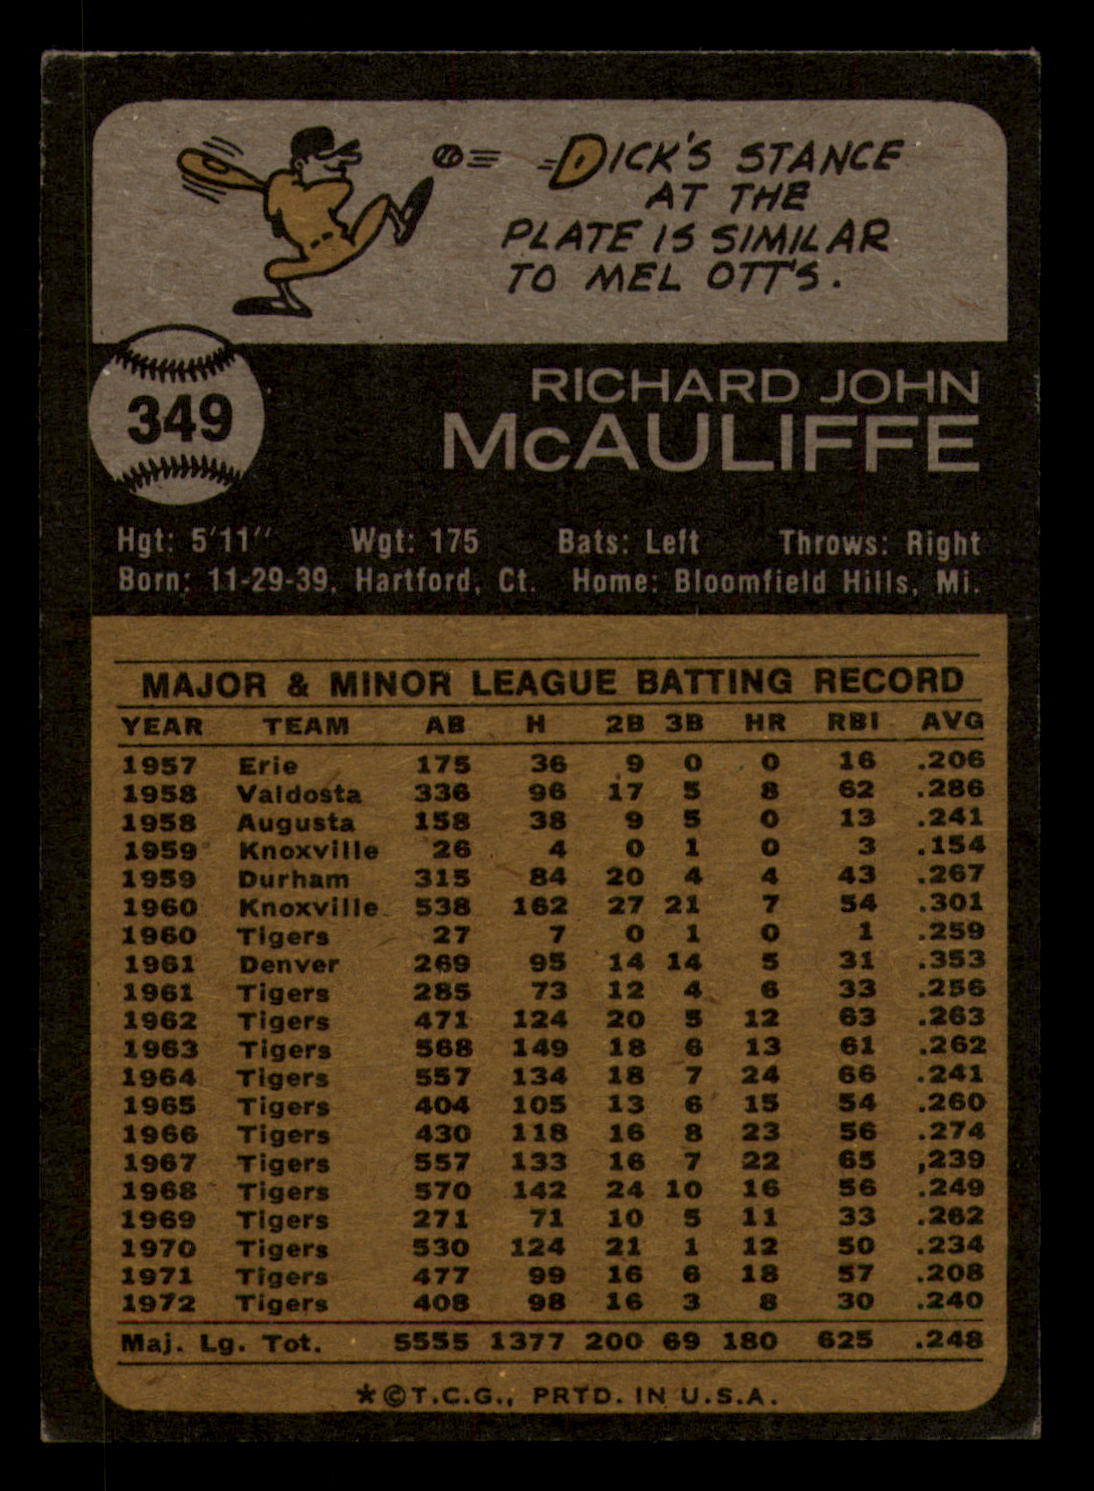 DICK'S STANCE
AT THE
PLATE IS SIMILAR
TO MEL OTT'S.
349
RICHARD JOHN
McAULIFFE
Hgt: 5'11" Wgt: 175 Bats: Left Throws: Right
Born: 11-29-39, Hartford, Ct. Home: Bloomfield Hills, Mi.
MAJOR & MINOR LEAGUE BATTING RECORD
YEAR TEAM AB H 2B 3B HR RBI AVG
1957 Erie 175 36 9 0 0 16 .206
1958 Valdosta 336 96 17 5 8 62 .286
1958 Augusta 158 38 9 5 0 13 .241
1959 Knoxville 26 4 0 1 0 3 .154
1959 Durham 315 84 20 4 4 43 .267
1960 Knoxville 538 162 27 21 7 54 .301
1960 Tigers 27 7 0 1 0 1 .259
1961 Denver 269 95 14 14 5 31 .353
1961 Tigers 285 73 12 4 6 33 .256
1962 Tigers 471 124 20 5 12 63 .263
1963 Tigers 568 149 18 6 13 61 .262
1964 Tigers 557 134 18 7 24 66 .241
1965 Tigers 404 105 13 6 15 54 .260
1966 Tigers 430 118 16 8 23 56 .274
1967 Tigers 557 133 16 7 22 65 ,239
1968 Tigers 570 142 24 10 16 56 .249
1969 Tigers 271 71 10 5 11 33 .262
1970 Tigers 530 124 21 1 12 50 .234
1971 Tigers 477 99 16 6 18 57 .208
1972 Tigers 408 98 16 3 8 30 .240
Maj. Lg. Tot. 5555 1377 200 69 180 625 .248
*©T.C.G., PRTD. IN U.S.A.